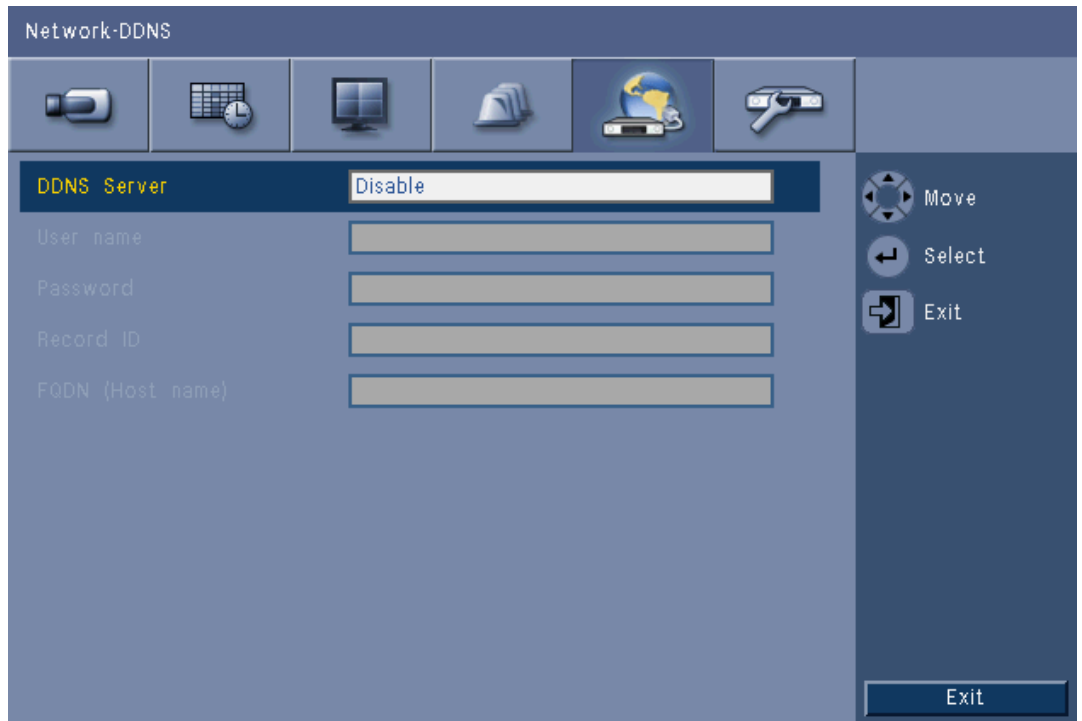 Network-DDNS
DDNS Server
Disable
User name
Password
Record ID
FQDN (Host name)
Move
Select
Exit
Exit